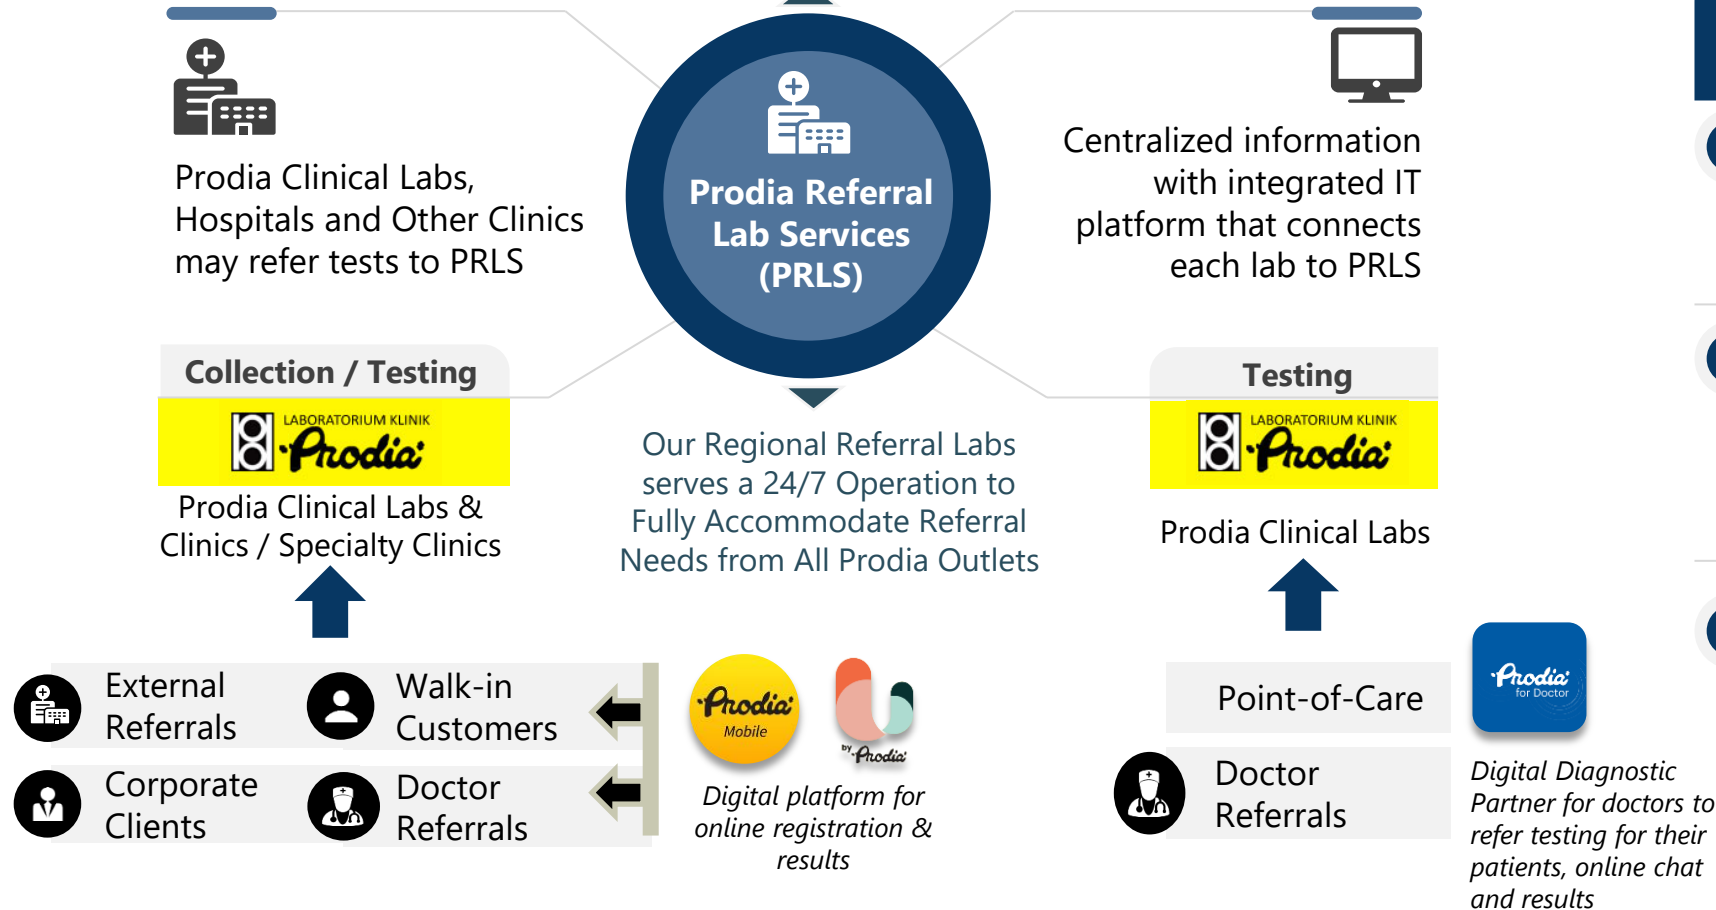 Prodia Clinical Labs,
Hospitals and Other Clinics
may refer tests to PRLS
Prodia Referral
Lab Services
(PRLS)
Centralized information
with integrated IT
platform that connects
each lab to PRLS
Collection / Testing
LABORATORIUM KLINIK
Prodia
Prodia Clinical Labs &
Clinics / Specialty Clinics
Our Regional Referral Labs
serves a 24/7 Operation to
Fully Accommodate Referral
Needs from All Prodia Outlets
Testing
LABORATORIUM KLINIK
Prodia
Prodia Clinical Labs
External
Referrals
Walk-in
Customers
Corporate
Clients
Doctor
Referrals
Prodia
Mobile
U
by Prodia
Digital platform for
online registration &
results
Point-of-Care
Doctor
Referrals
Prodia
for Doctor
Digital Diagnostic
Partner for doctors to
refer testing for their
patients, online chat
and results